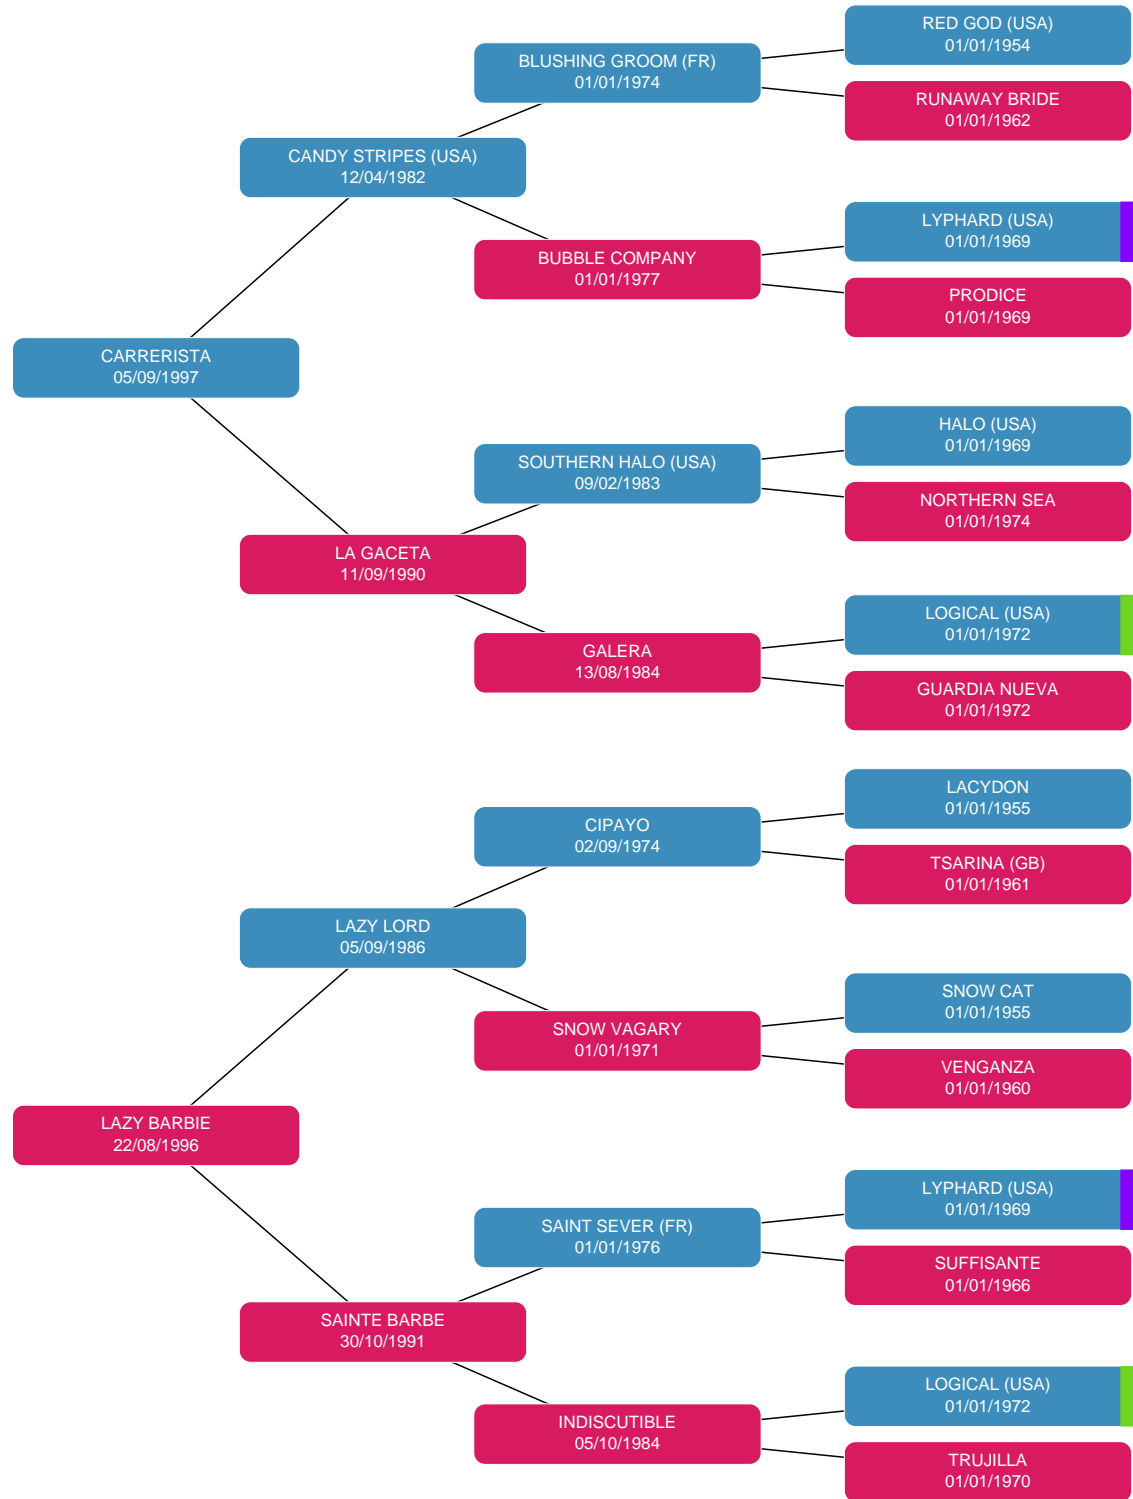 RED GOD (USA)
01/01/1954
BLUSHING GROOM (FR)
01/01/1974
RUNAWAY BRIDE
01/01/1962
CANDY STRIPES (USA)
12/04/1982
LYPHARD (USA)
01/01/1969
BUBBLE COMPANY
01/01/1977
PRODICE
01/01/1969
CARRERISTA
05/09/1997
HALO (USA)
01/01/1969
SOUTHERN HALO (USA)
09/02/1983
NORTHERN SEA
01/01/1974
LA GACETA
11/09/1990
LOGICAL (USA)
01/01/1972
GALERA
13/08/1984
GUARDIA NUEVA
01/01/1972
LACYDON
01/01/1955
CIPAYO
02/09/1974
TSARINA (GB)
01/01/1961
LAZY LORD
05/09/1986
SNOW CAT
01/01/1955
SNOW VAGARY
01/01/1971
VENGANZA
01/01/1960
LAZY BARBIE
22/08/1996
LYPHARD (USA)
01/01/1969
SAINT SEVER (FR)
01/01/1976
SUFFISANTE
01/01/1966
SAINTE BARBE
30/10/1991
LOGICAL (USA)
01/01/1972
INDISCUTIBLE
05/10/1984
TRUJILLA
01/01/1970